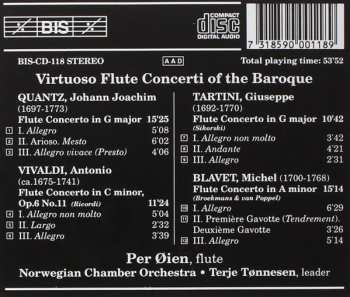 BIS
COMPACT
disc
DIGITAL AUDIO
7 318590 001189
BIS-CD-118 STEREO
AAD
Total playing time: 53'52
Virtuoso Flute Concerti of the Baroque
QUANTZ, Johann Joachim
(1697-1773)
Flute Concerto in G major 15'25
1 I. Allegro 5'08
2 II. Arioso. Mesto 6'02
3 III. Allegro vivace (Presto) 4'06
VIVALDI, Antonio
(ca.1675-1741)
Flute Concerto in C minor,
Op.6 No.11 (Ricordi) 11'24
4 I. Allegro non molto 5'04
5 II. Largo 2'32
6 III. Allegro 3'39
TARTINI, Giuseppe
(1692-1770)
Flute Concerto in G major 10'42
(Sikorski)
7 I. Allegro non molto 3'42
8 II. Andante 4'21
9 III. Allegro 2'31
BLAVET, Michel (1700-1768)
Flute Concerto in A minor 15'14
(Broekmans & van Poppel)
10 I. Allegro 6'29
11 II. Première Gavotte (Tendrement).
Deuxième Gavotte 3'26
12 III. Allegro 5'14
Per Øien, flute
Norwegian Chamber Orchestra • Terje Tønnesen, leader